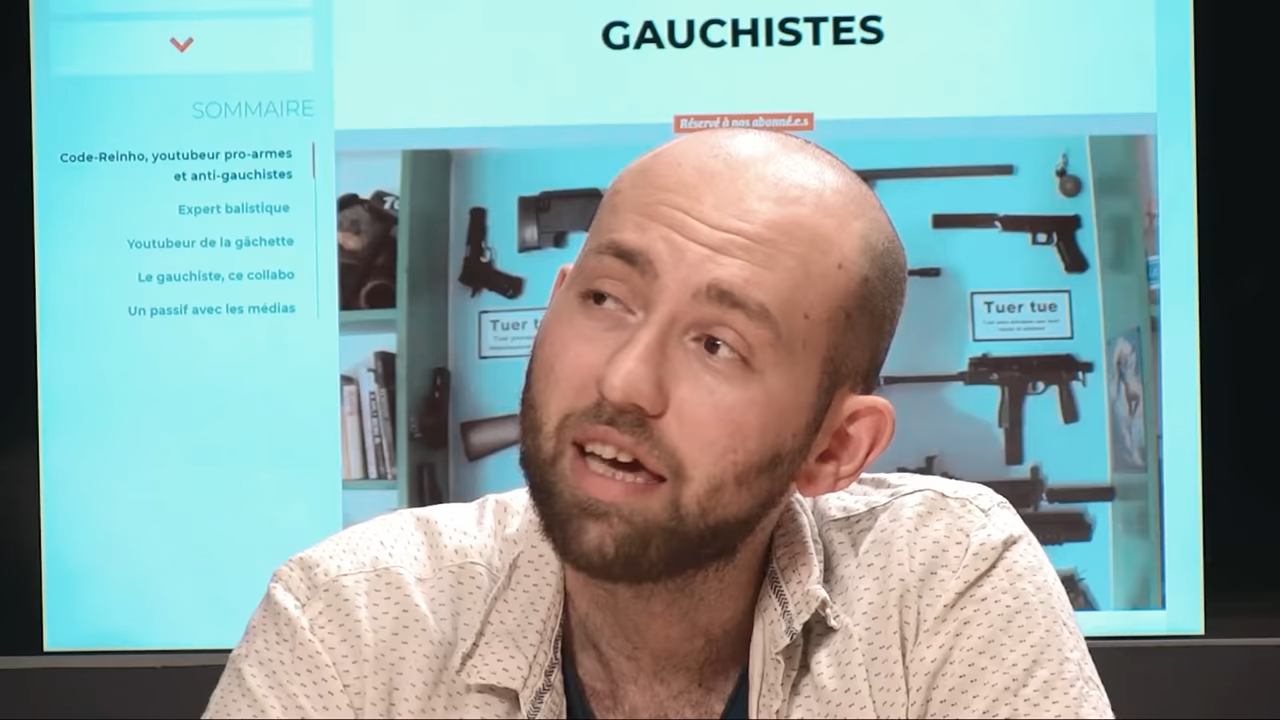 GAUCHISTES
SOMMAIRE
Réservé à nos abonné.e.s
Code-Reinho, youtubeur pro-armes
et anti-gauchistes
Expert balistique
Youtubeur de la gâchette
Le gauchiste, ce collabo
Un passif avec les médias
Tuer tue
Tuer t